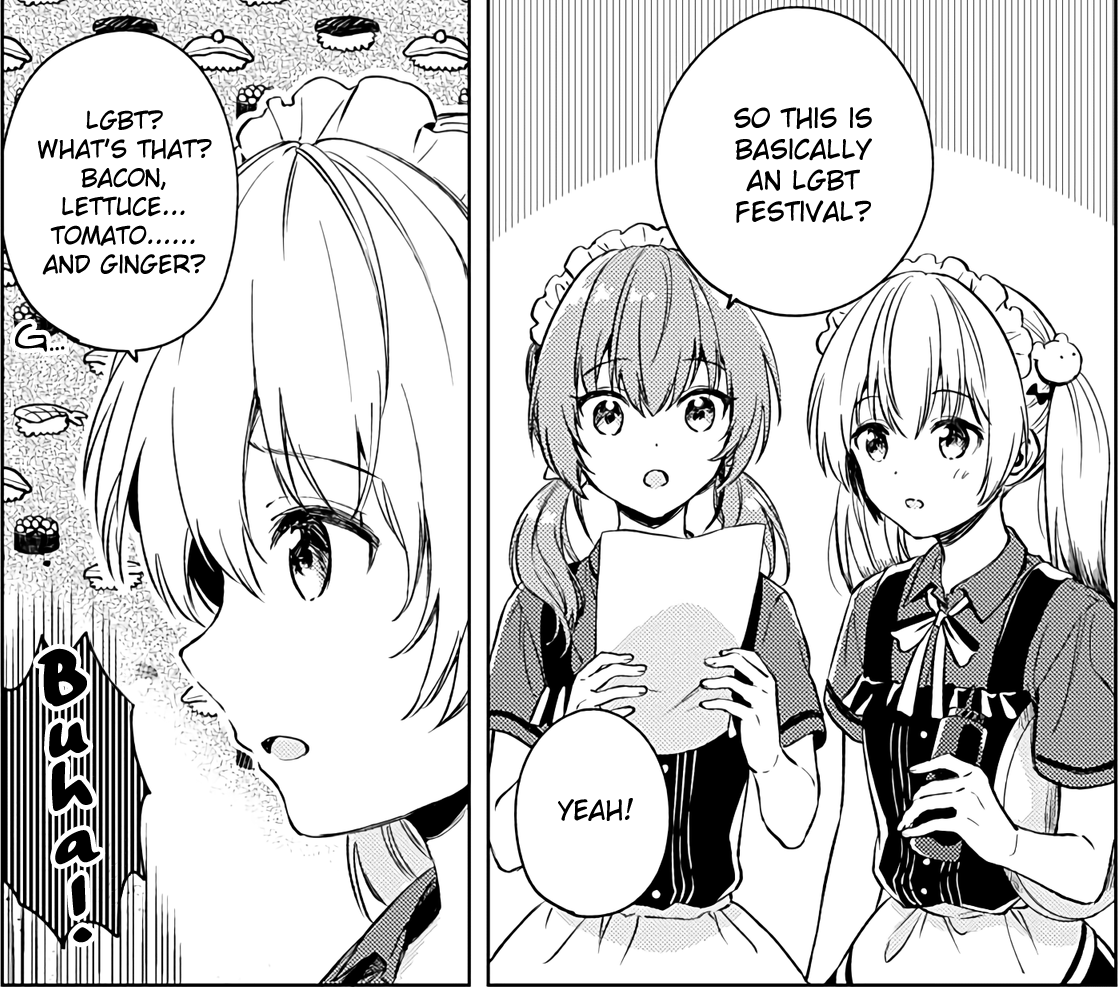 SO THIS IS
BASICALLY
AN LGBT
FESTIVAL?
YEAH!
LGBT?
WHAT'S THAT?
BACON,
LETTUCE...
TOMATO......
AND GINGER?
G...
Buha!